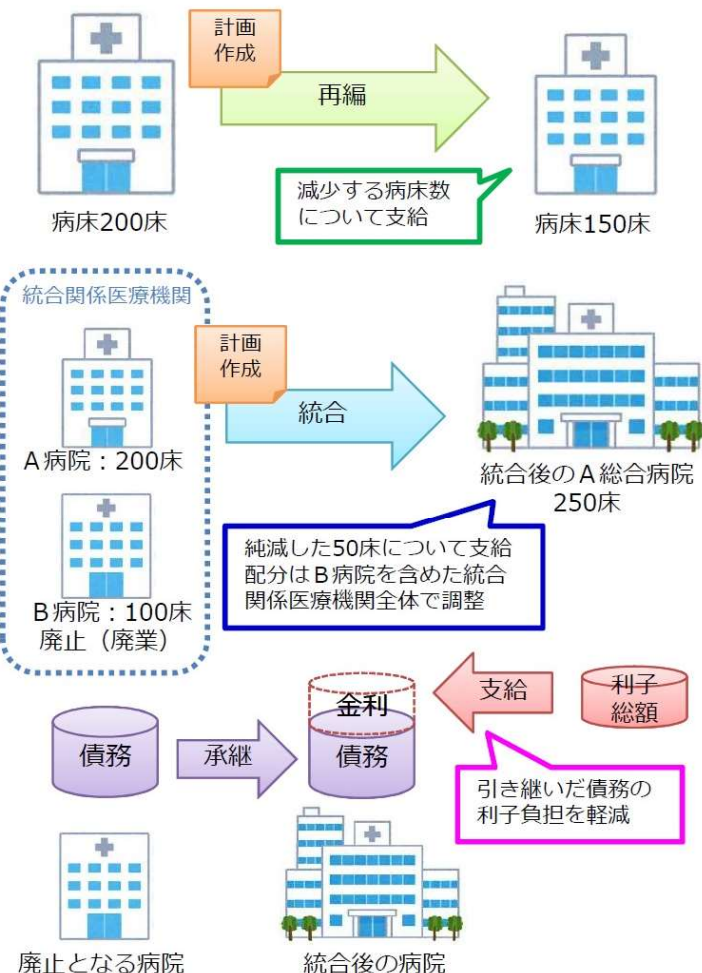 計画
作成
再編
減少する病床数
について支給
病床200床
病床150床
統合関係医療機関
計画
作成
統合
A病院：200床
統合後のA総合病院
250床
純減した50床について支給
配分はB病院を含めた統合
関係医療機関全体で調整
B病院：100床
廃止（廃業）
債務
承継
金利
債務
支給
利子
総額
引き継いだ債務の
利子負担を軽減
廃止となる病院
統合後の病院